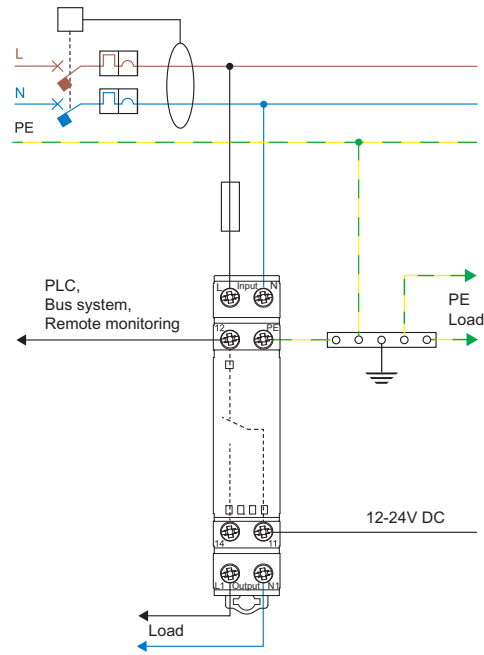 L
N
PE
L Input N
PLC,
Bus system,
Remote monitoring
12 PE
PE
Load
12-24V DC
14 11
L1 Output N1
Load